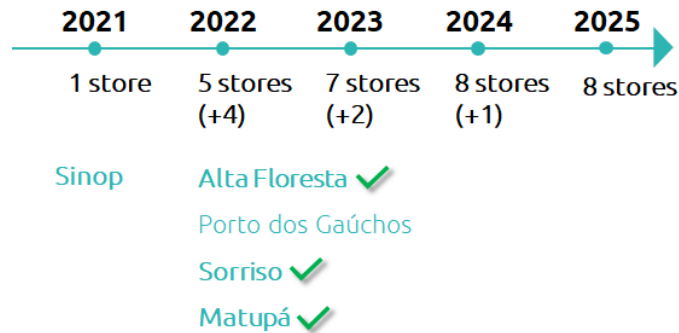 2021 2022 2023 2024 2025
1 store 5 stores 7 stores 8 stores 8 stores
(+4) (+2) (+1)
Sinop Alta Floresta
Porto dos Gaúchos
Sorriso
Matupá